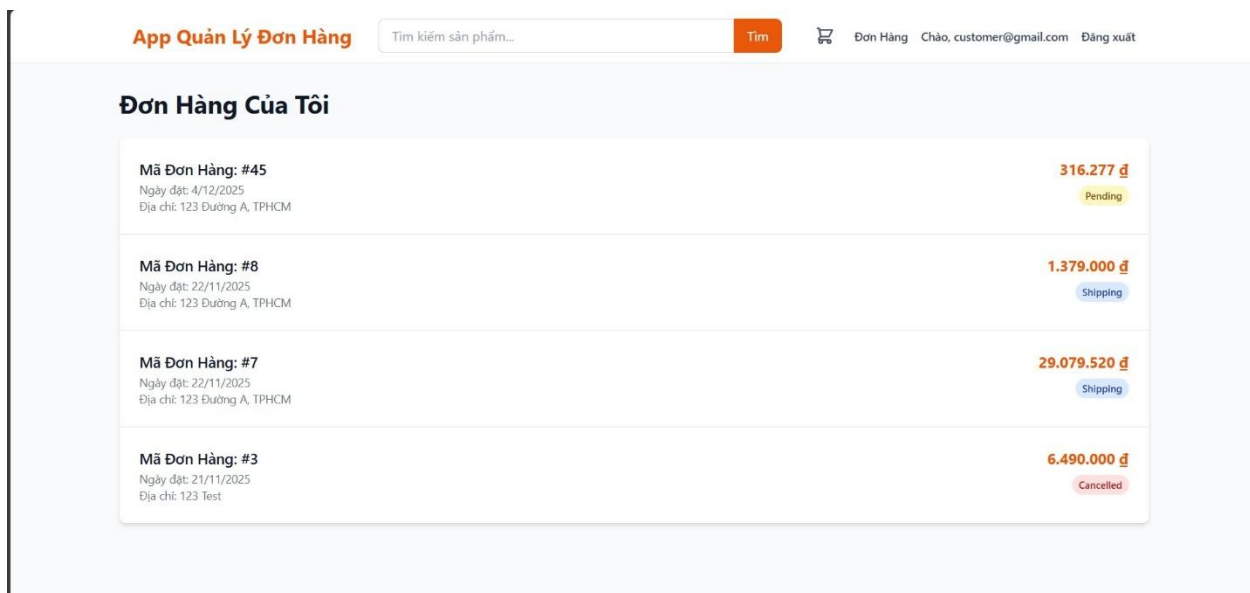 App Quản Lý Đơn Hàng
Tìm kiếm sản phẩm...
Tìm
Đơn Hàng
Chào, customer@gmail.com
Đăng xuất
Đơn Hàng Của Tôi
Mã Đơn Hàng: #45
316.277 ₫
Ngày đặt: 4/12/2025
Pending
Địa chỉ: 123 Đường A, TPHCM
Mã Đơn Hàng: #8
1.379.000 ₫
Ngày đặt: 22/11/2025
Shipping
Địa chỉ: 123 Đường A, TPHCM
Mã Đơn Hàng: #7
29.079.520 ₫
Ngày đặt: 22/11/2025
Shipping
Địa chỉ: 123 Đường A, TPHCM
Mã Đơn Hàng: #3
6.490.000 ₫
Ngày đặt: 21/11/2025
Cancelled
Địa chỉ: 123 Test